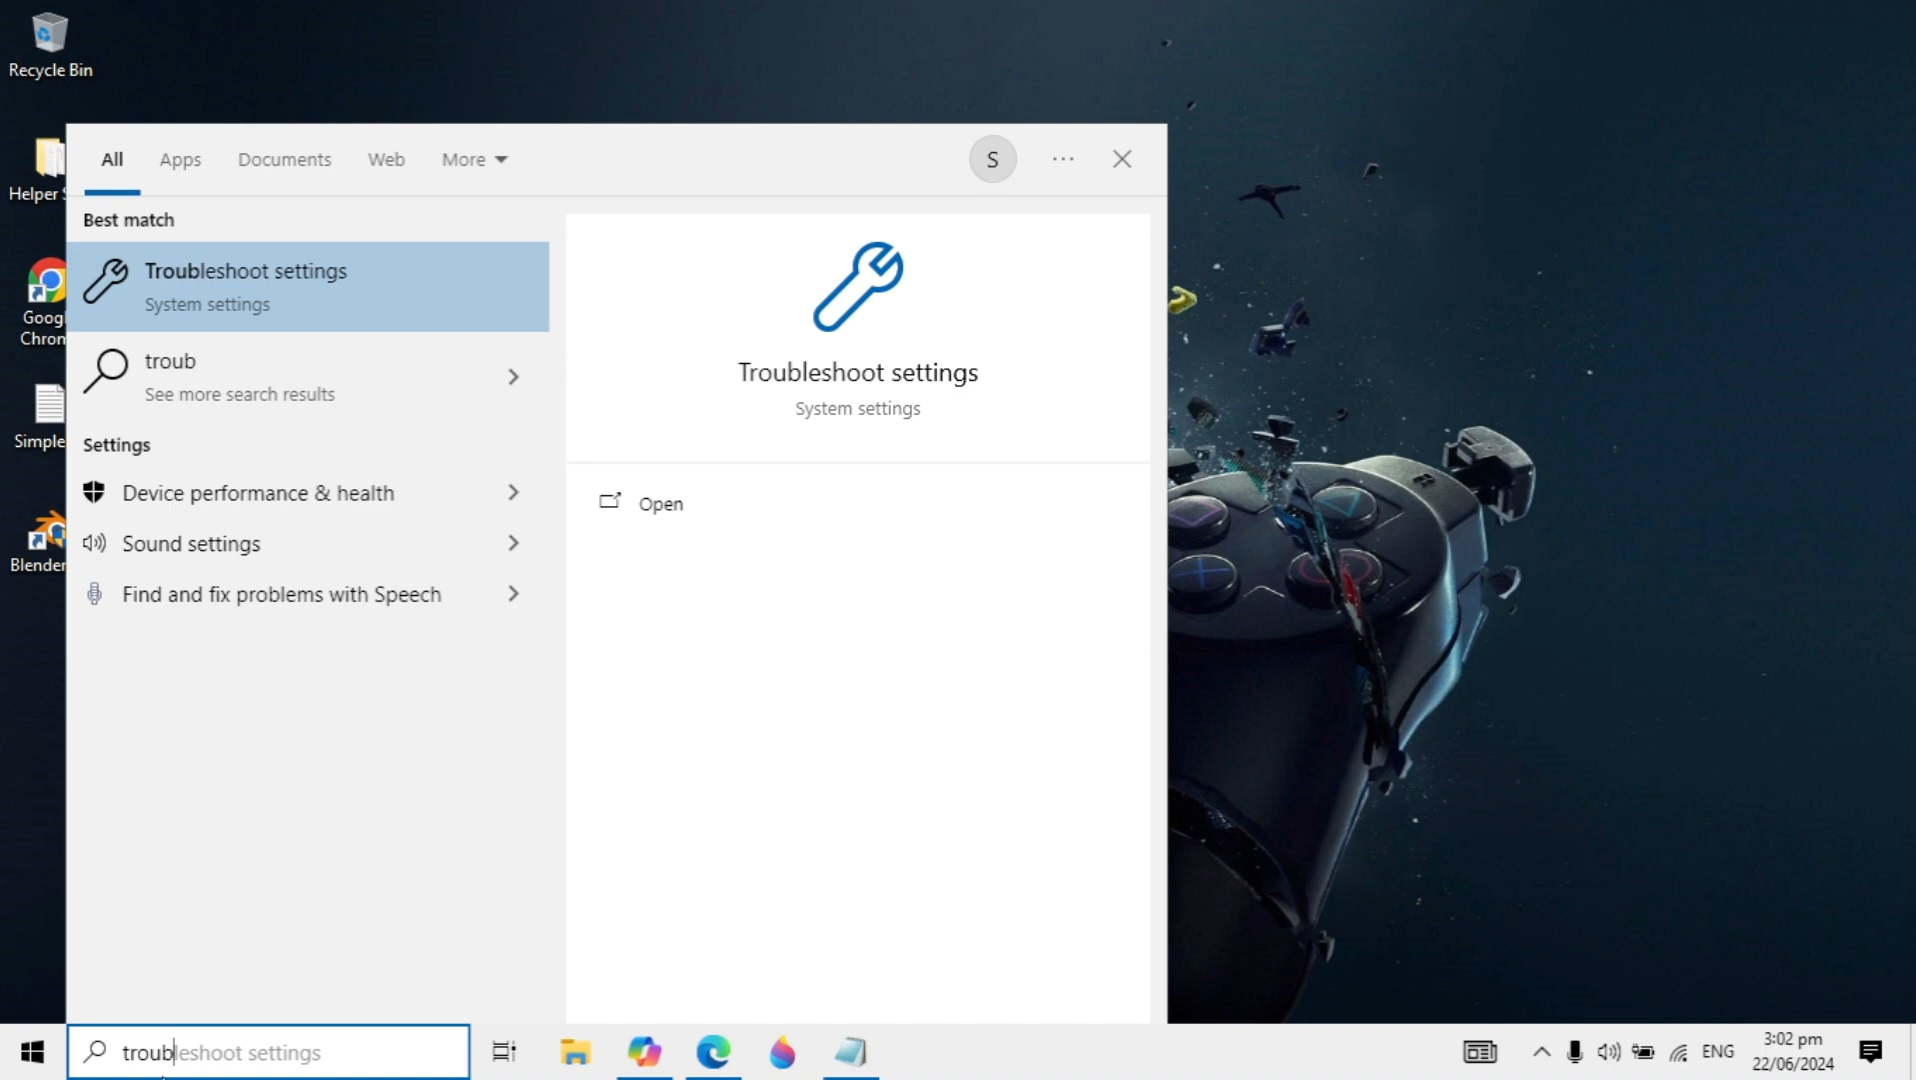 Recycle Bin
Helper S
Goog
Chron
Simple
Blender
All Apps Documents Web More
S
Best match
Troubleshoot settings
System settings
troub
See more search results
Settings
Device performance & health
Sound settings
Find and fix problems with Speech
Troubleshoot settings
System settings
Open
troubleshoot settings
ENG
3:02 pm
22/06/2024